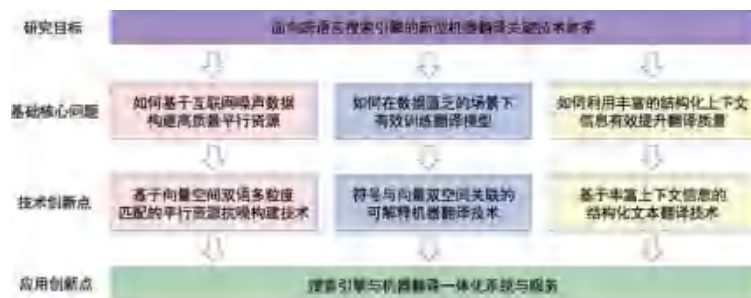 研究目标
面向跨语言搜索引擎的新型机器翻译关键技术体系
基础核心问题
如何基于互联网噪声数据
构建高质量平行资源
如何在数据匮乏的场景下
有效训练翻译模型
如何利用丰富的结构化上下文
信息有效提升翻译质量
技术创新点
基于向量空间双语多粒度
匹配的平行资源抗噪构建技术
符号与向量双空间关联的
可解释机器翻译技术
基于丰富上下文信息的
结构化文本翻译技术
应用创新点
搜索引擎与机器翻译一体化系统与服务